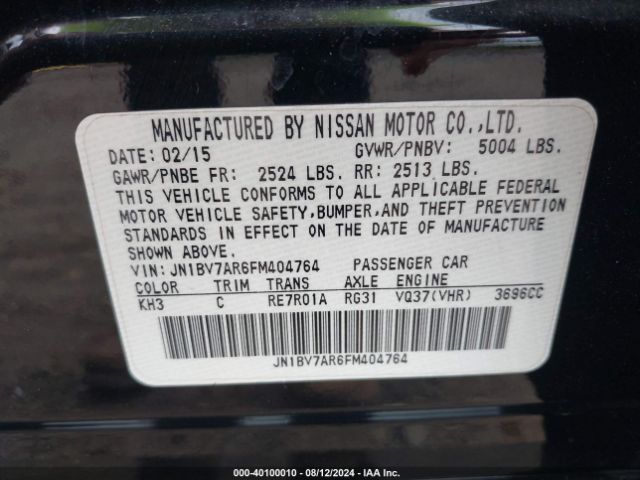 MANUFACTURED BY NISSAN MOTOR CO.,LTD.
DATE: 02/15 GVWR/PNBV: 5004 LBS.
GAWR/PNBE FR: 2524 LBS. RR: 2513 LBS.
THIS VEHICLE CONFORMS TO ALL APPLICABLE FEDERAL
MOTOR VEHICLE SAFETY,BUMPER,AND THEFT PREVENTION
STANDARDS IN EFFECT ON THE DATE OF MANUFACTURE
SHOWN ABOVE.
VIN: JN1BV7AR6FM404764 PASSENGER CAR
COLOR TRIM TRANS AXLE ENGINE
KH3 C RE7R01A RG31 VQ37(VHR) 3696CC
JN1BV7AR6FM404764
000-40100010 - 08/12/2024 - IAA Inc.